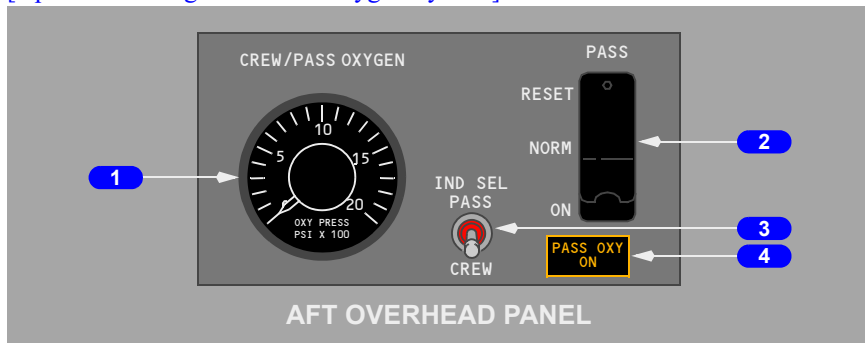 CREW/PASS OXYGEN
5
10
15
20
OXY PRESS
PSI X 100
1
IND SEL
PASS
CREW
PASS
RESET
NORM
ON
2
3
PASS OXY
ON
4
AFT OVERHEAD PANEL